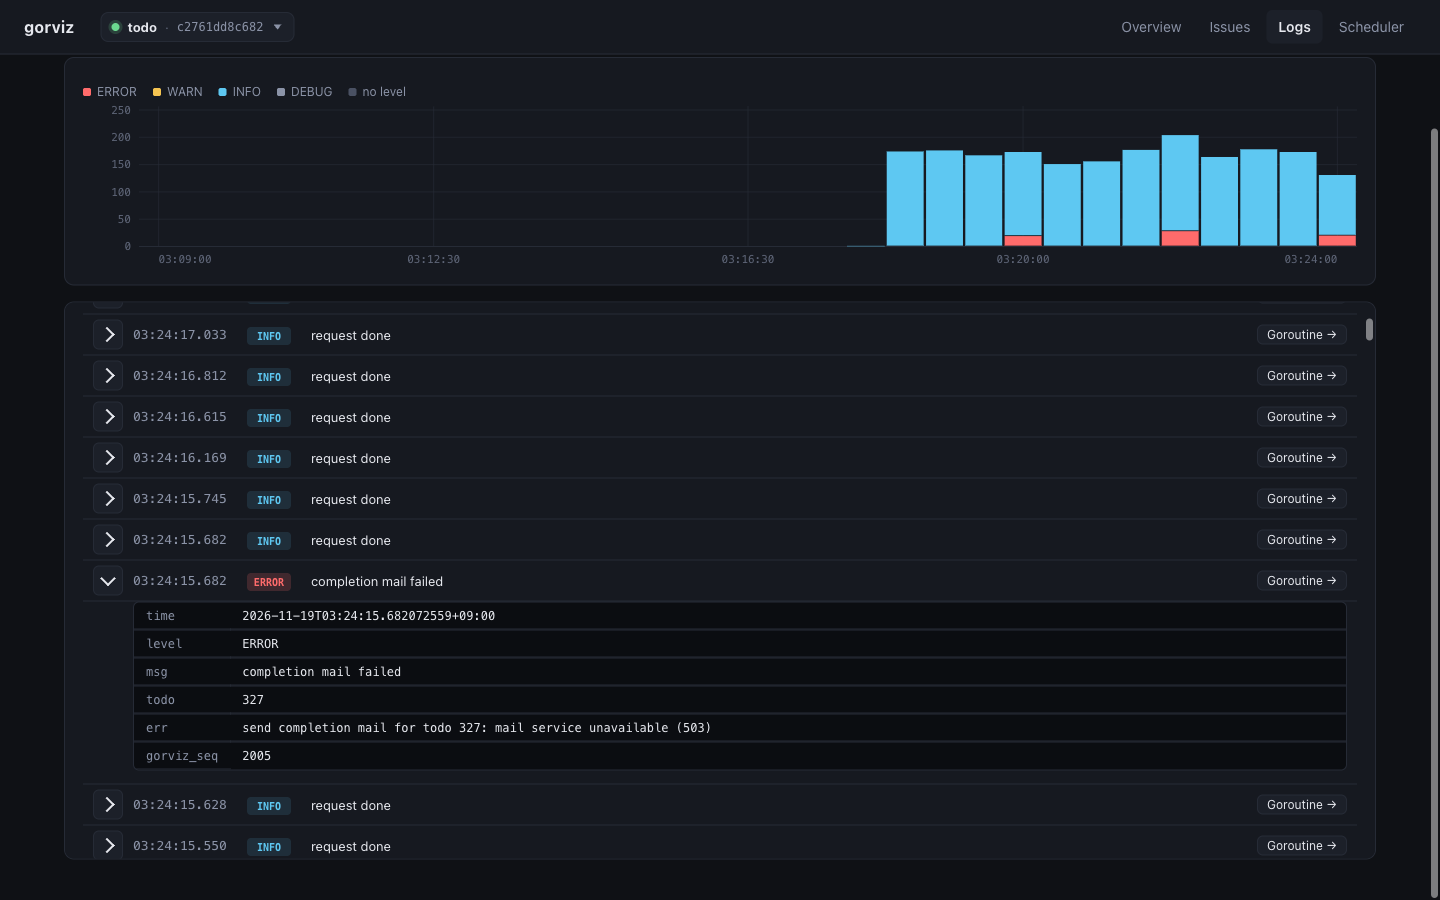 gorviz todo · c2761dd8c682 Overview Issues Logs Scheduler
ERROR WARN INFO DEBUG no level
250
200
150
100
50
0
03:09:00 03:12:30 03:16:30 03:20:00 03:24:00
03:24:17.033 INFO request done Goroutine →
03:24:16.812 INFO request done Goroutine →
03:24:16.615 INFO request done Goroutine →
03:24:16.169 INFO request done Goroutine →
03:24:15.745 INFO request done Goroutine →
03:24:15.682 INFO request done Goroutine →
03:24:15.682 ERROR completion mail failed Goroutine →
time 2026-11-19T03:24:15.682072559+09:00
level ERROR
msg completion mail failed
todo 327
err send completion mail for todo 327: mail service unavailable (503)
gorviz_seq 2005
03:24:15.628 INFO request done Goroutine →
03:24:15.550 INFO request done Goroutine →